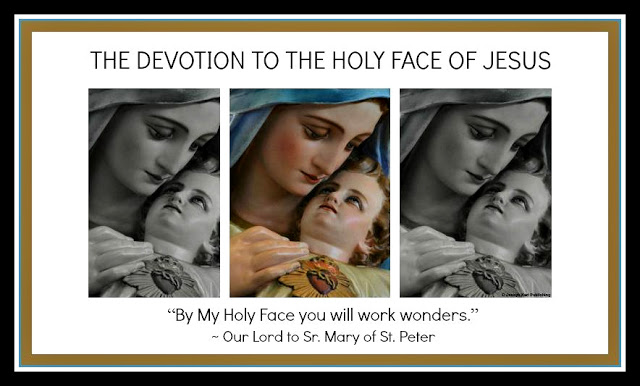 THE DEVOTION TO THE HOLY FACE OF JESUS
“By My Holy Face you will work wonders.”
~ Our Lord to Sr. Mary of St. Peter